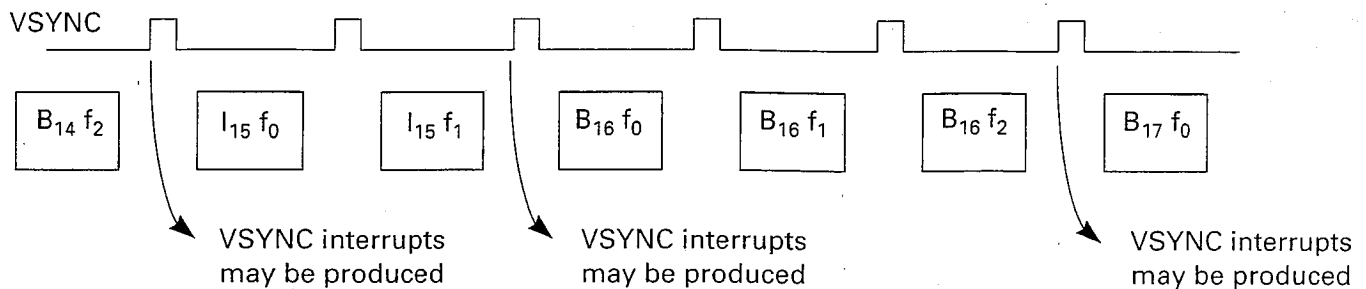 VSYNC
B₁₄ f₂
I₁₅ f₀
I₁₅ f₁
B₁₆ f₀
B₁₆ f₁
B₁₆ f₂
B₁₇ f₀
VSYNC interrupts
may be produced
VSYNC interrupts
may be produced
VSYNC interrupts
may be produced